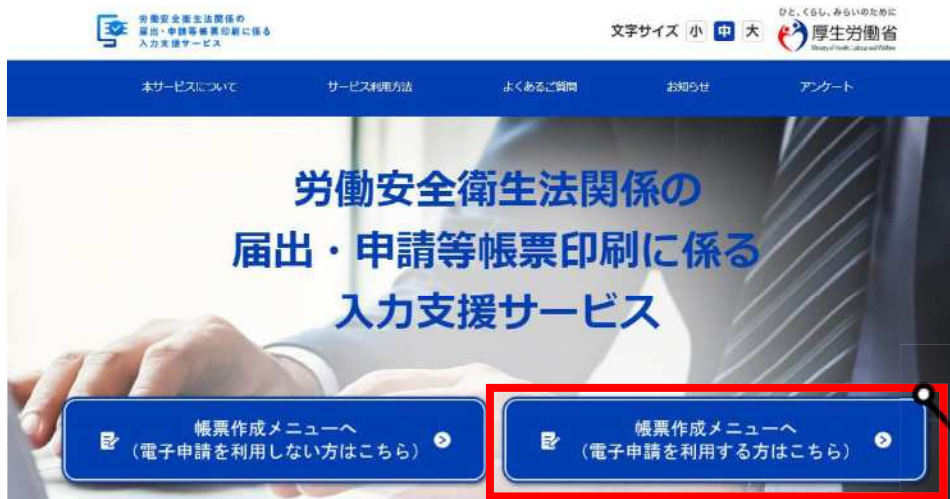 労働安全衛生法関係の
届出・申請等帳票印刷に係る
入力支援サービス
文字サイズ 小 中 大
ひと、くらし、みらいのために
厚生労働省
Ministry of Health, Labour and Welfare
本サービスについて サービス利用方法 よくあるご質問 お知らせ アンケート
労働安全衛生法関係の
届出・申請等帳票印刷に係る
入力支援サービス
帳票作成メニューへ
（電子申請を利用しない方はこちら）
帳票作成メニューへ
（電子申請を利用する方はこちら）